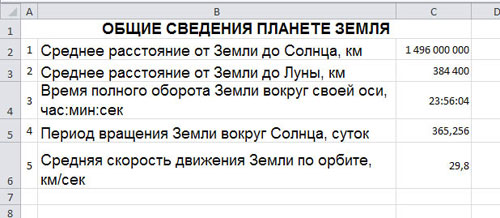 A B C D
1 ОБЩИЕ СВЕДЕНИЯ ПЛАНЕТЕ ЗЕМЛЯ
2 1 Среднее расстояние от Земли до Солнца, км 1 496 000 000
3 2 Среднее расстояние от Земли до Луны, км 384 400
3 Время полного оборота Земли вокруг своей оси,
4 час:мин:сек 23:56:04
5 4 Период вращения Земли вокруг Солнца, суток 365,256
5 Средняя скорость движения Земли по орбите, 29,8
6 км/сек
7
8